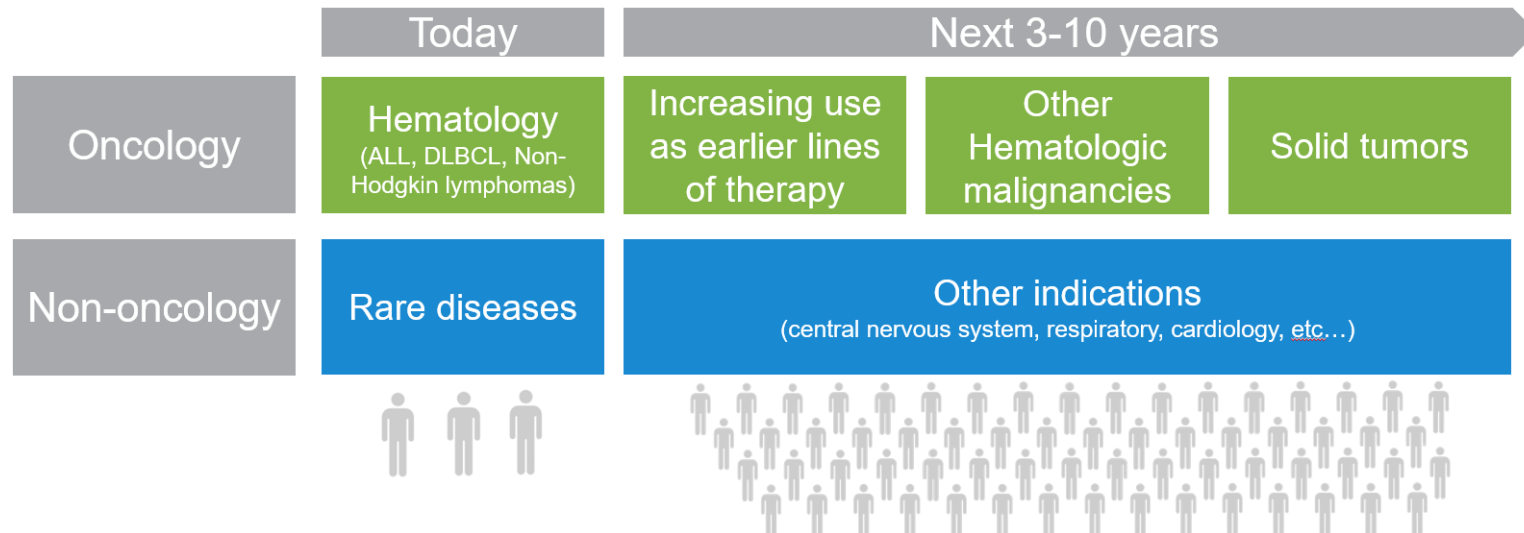 Today
Next 3-10 years
Oncology
Hematology
(ALL, DLBCL, Non-
Hodgkin lymphomas)
Increasing use
as earlier lines
of therapy
Other
Hematologic
malignancies
Solid tumors
Non-oncology
Rare diseases
Other indications
(central nervous system, respiratory, cardiology, etc…)